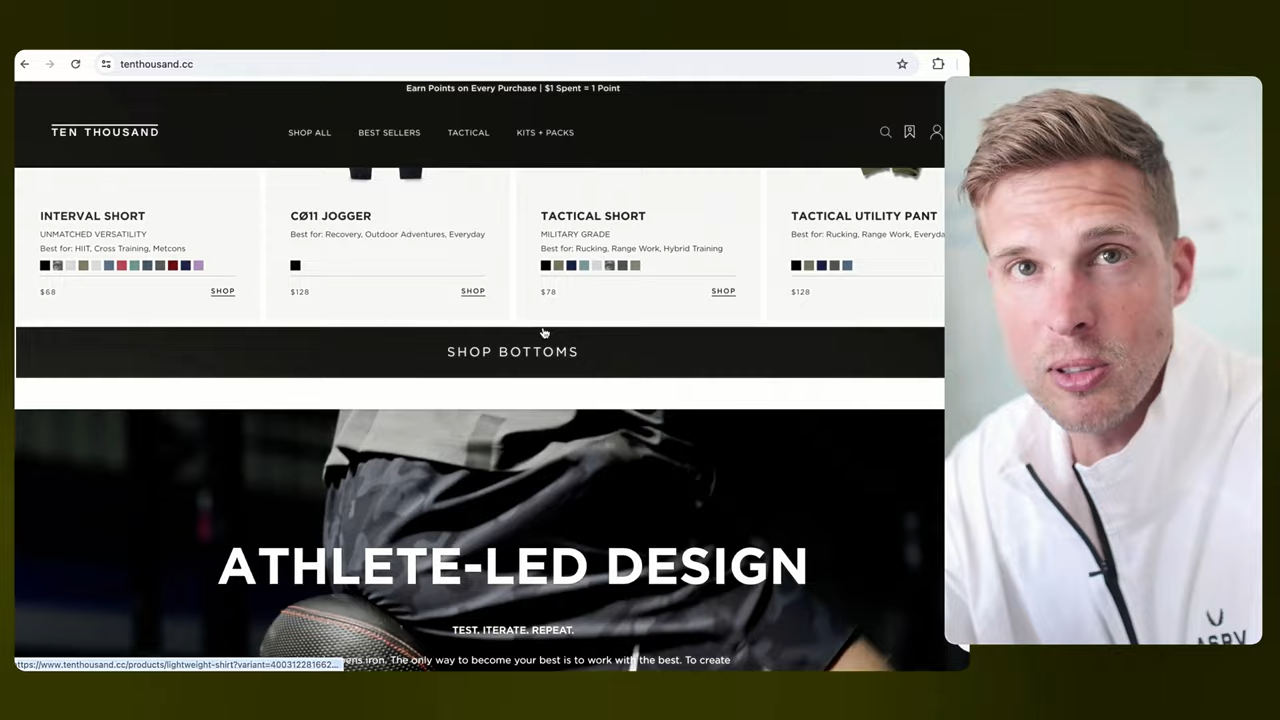 tenthousand.cc
Earn Points on Every Purchase | $1 Spent = 1 Point
TEN THOUSAND
SHOP ALL
BEST SELLERS
TACTICAL
KITS + PACKS
INTERVAL SHORT
UNMATCHED VERSATILITY
Best for: HIIT, Cross Training, Metcons
$68
SHOP
CØ11 JOGGER
Best for: Recovery, Outdoor Adventures, Everyday
$128
SHOP
TACTICAL SHORT
MILITARY GRADE
Best for: Rucking, Range Work, Hybrid Training
$78
SHOP
TACTICAL UTILITY PANT
Best for: Rucking, Range Work, Everyda
$128
SHOP BOTTOMS
ATHLETE-LED DESIGN
TEST. ITERATE. REPEAT.
ens iron. The only way to become your best is to work with the best. To create
ttps://www.tenthousand.cc/products/lightweight-shirt?variant=400312281662...
ASRV